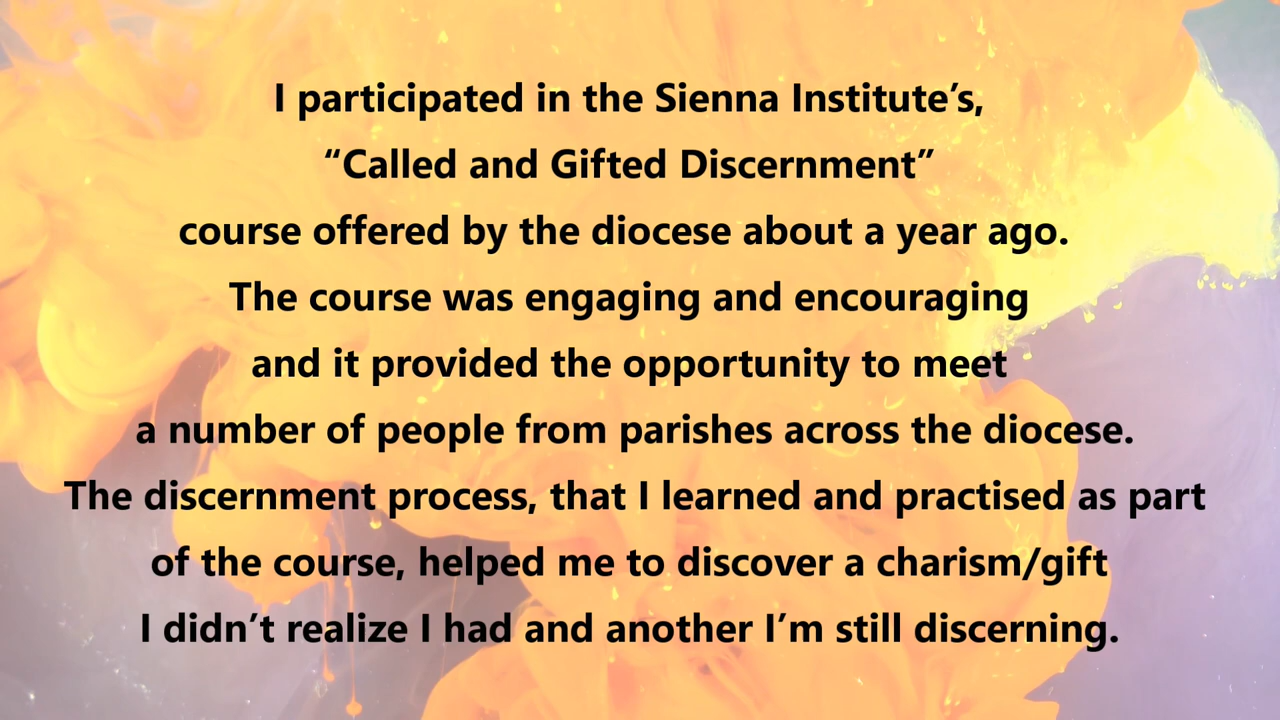 I participated in the Sienna Institute’s,
“Called and Gifted Discernment”
course offered by the diocese about a year ago.
The course was engaging and encouraging
and it provided the opportunity to meet
a number of people from parishes across the diocese.
The discernment process, that I learned and practised as part
of the course, helped me to discover a charism/gift
I didn’t realize I had and another I’m still discerning.